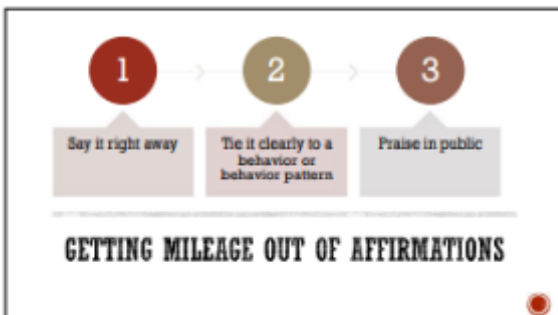 1
2
3
Say it right away
Tie it clearly to a
behavior or
behavior pattern
Praise in public
GETTING MILEAGE OUT OF AFFIRMATIONS